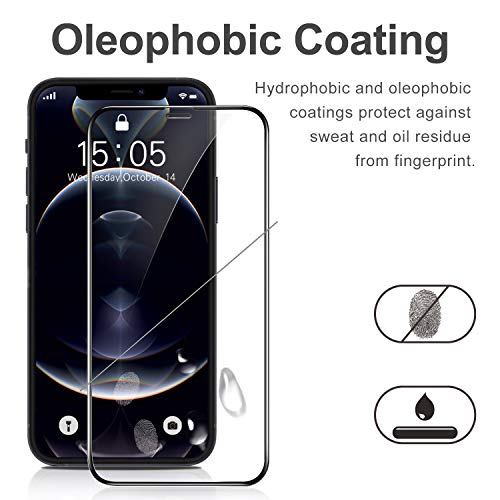 Oleophobic Coating
Hydrophobic and oleophobic
coatings protect against
sweat and oil residue
from fingerprint.
15:05
Wednesday, October 14